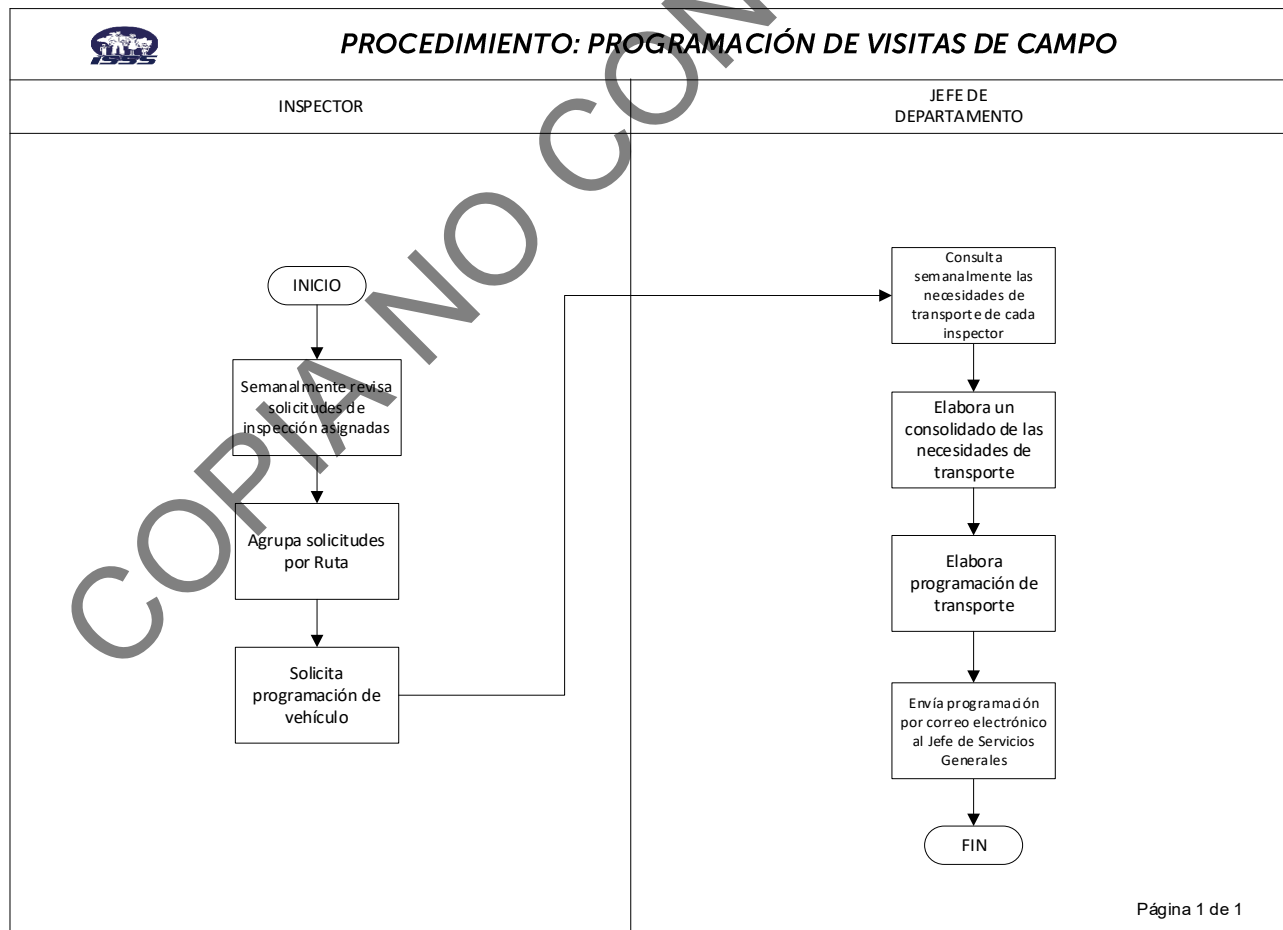 ISSS
PROCEDIMIENTO: PROGRAMACIÓN DE VISITAS DE CAMPO
INSPECTOR
JEFE DE
DEPARTAMENTO
INICIO
Semanalmente revisa
solicitudes de
inspección asignadas
Agrupa solicitudes
por Ruta
Solicita
programación de
vehículo
Consulta
semanalmente las
necesidades de
transporte de cada
inspector
Elabora un
consolidado de las
necesidades de
transporte
Elabora
programación de
transporte
Envía programación
por correo electrónico
al Jefe de Servicios
Generales
FIN
Página 1 de 1
COPIA NO CON